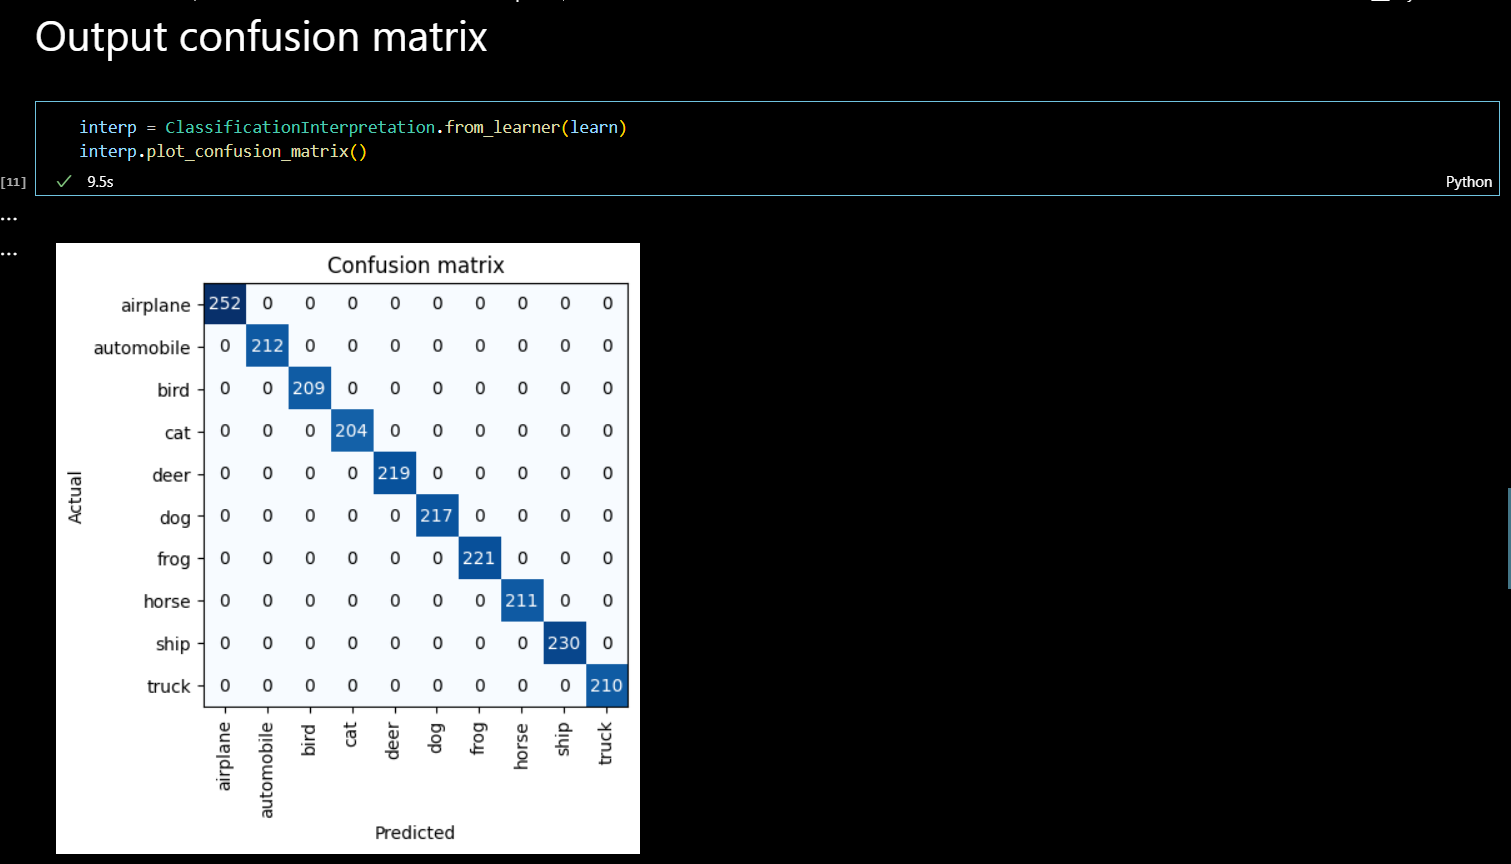 Output confusion matrix
interp = ClassificationInterpretation.from_learner(learn)
interp.plot_confusion_matrix()
[11]
9.5s
Python
...
...
Confusion matrix
airplane 252 0 0 0 0 0 0 0 0 0
automobile 0 212 0 0 0 0 0 0 0 0
bird 0 0 209 0 0 0 0 0 0 0
cat 0 0 0 204 0 0 0 0 0 0
deer 0 0 0 0 219 0 0 0 0 0
dog 0 0 0 0 0 217 0 0 0 0
frog 0 0 0 0 0 0 221 0 0 0
horse 0 0 0 0 0 0 0 211 0 0
ship 0 0 0 0 0 0 0 0 230 0
truck 0 0 0 0 0 0 0 0 0 210
Actual
airplane automobile bird cat deer dog frog horse ship truck
Predicted